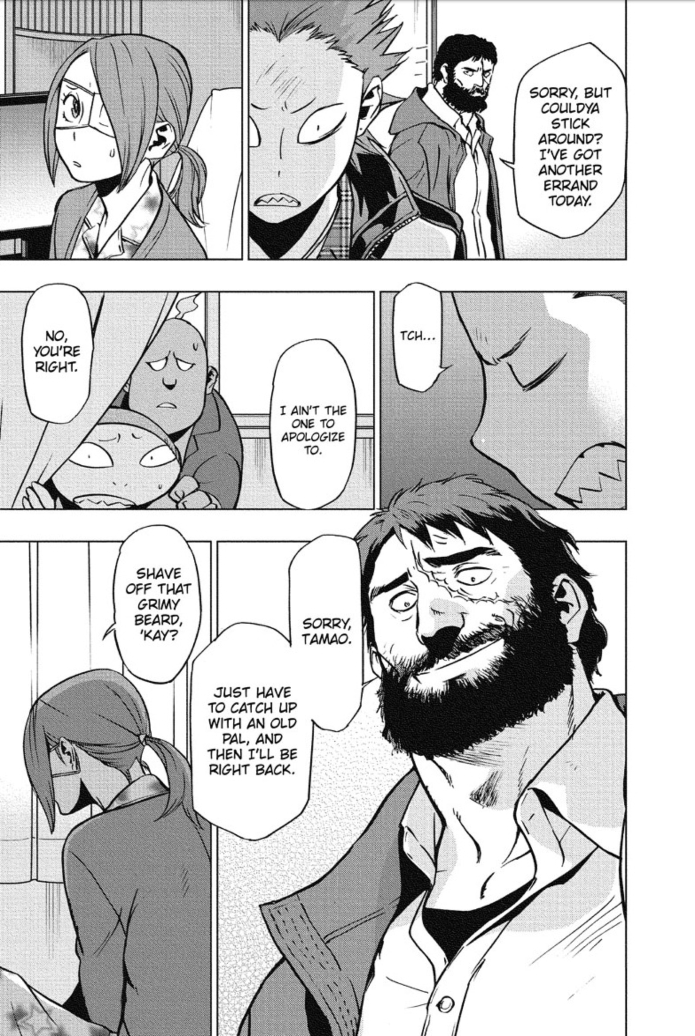 SORRY, BUT
COULDYA
STICK
AROUND?
I'VE GOT
ANOTHER
ERRAND
TODAY.
TCH...
I AIN'T THE
ONE TO
APOLOGIZE
TO.
NO,
YOU'RE
RIGHT.
SORRY,
TAMAO.
JUST HAVE
TO CATCH UP
WITH AN OLD
PAL, AND
THEN I'LL BE
RIGHT BACK.
SHAVE
OFF THAT
GRIMY
BEARD,
'KAY?